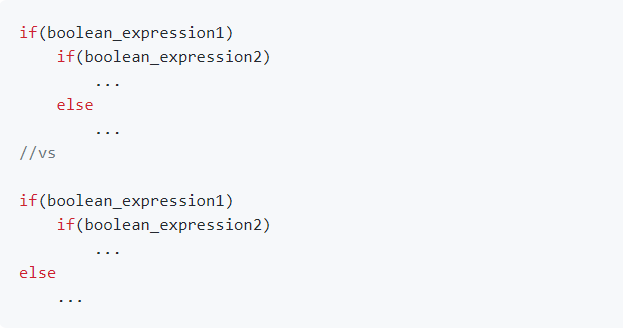 if(boolean_expression1)
    if(boolean_expression2)
        ...
    else
        ...
//vs

if(boolean_expression1)
    if(boolean_expression2)
        ...
else
    ...